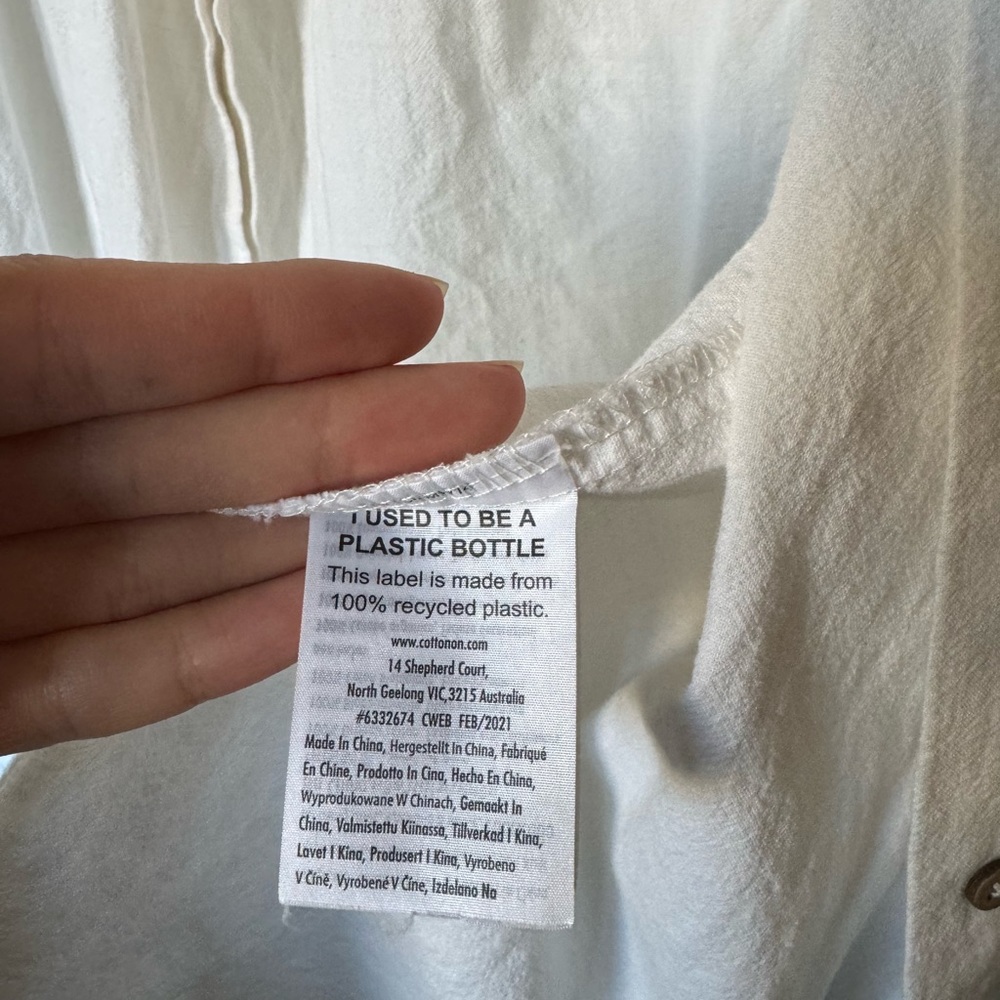 I USED TO BE A
PLASTIC BOTTLE
This label is made from
100% recycled plastic.
www.cottonon.com
14 Shepherd Court,
North Geelong VIC,3215 Australia
#6332674 CWEB FEB/2021
Made In China, Hergestellt In China, Fabriqué
En Chine, Prodotto In Cina, Hecho En China,
Wyprodukowane W Chinach, Gemaakt In
China, Valmistettu Kiinassa, Tillverkad I Kina,
Lavet I Kina, Produsert I Kina, Vyrobeno
V Číně, Vyrobené V Číne, Izdelano Na